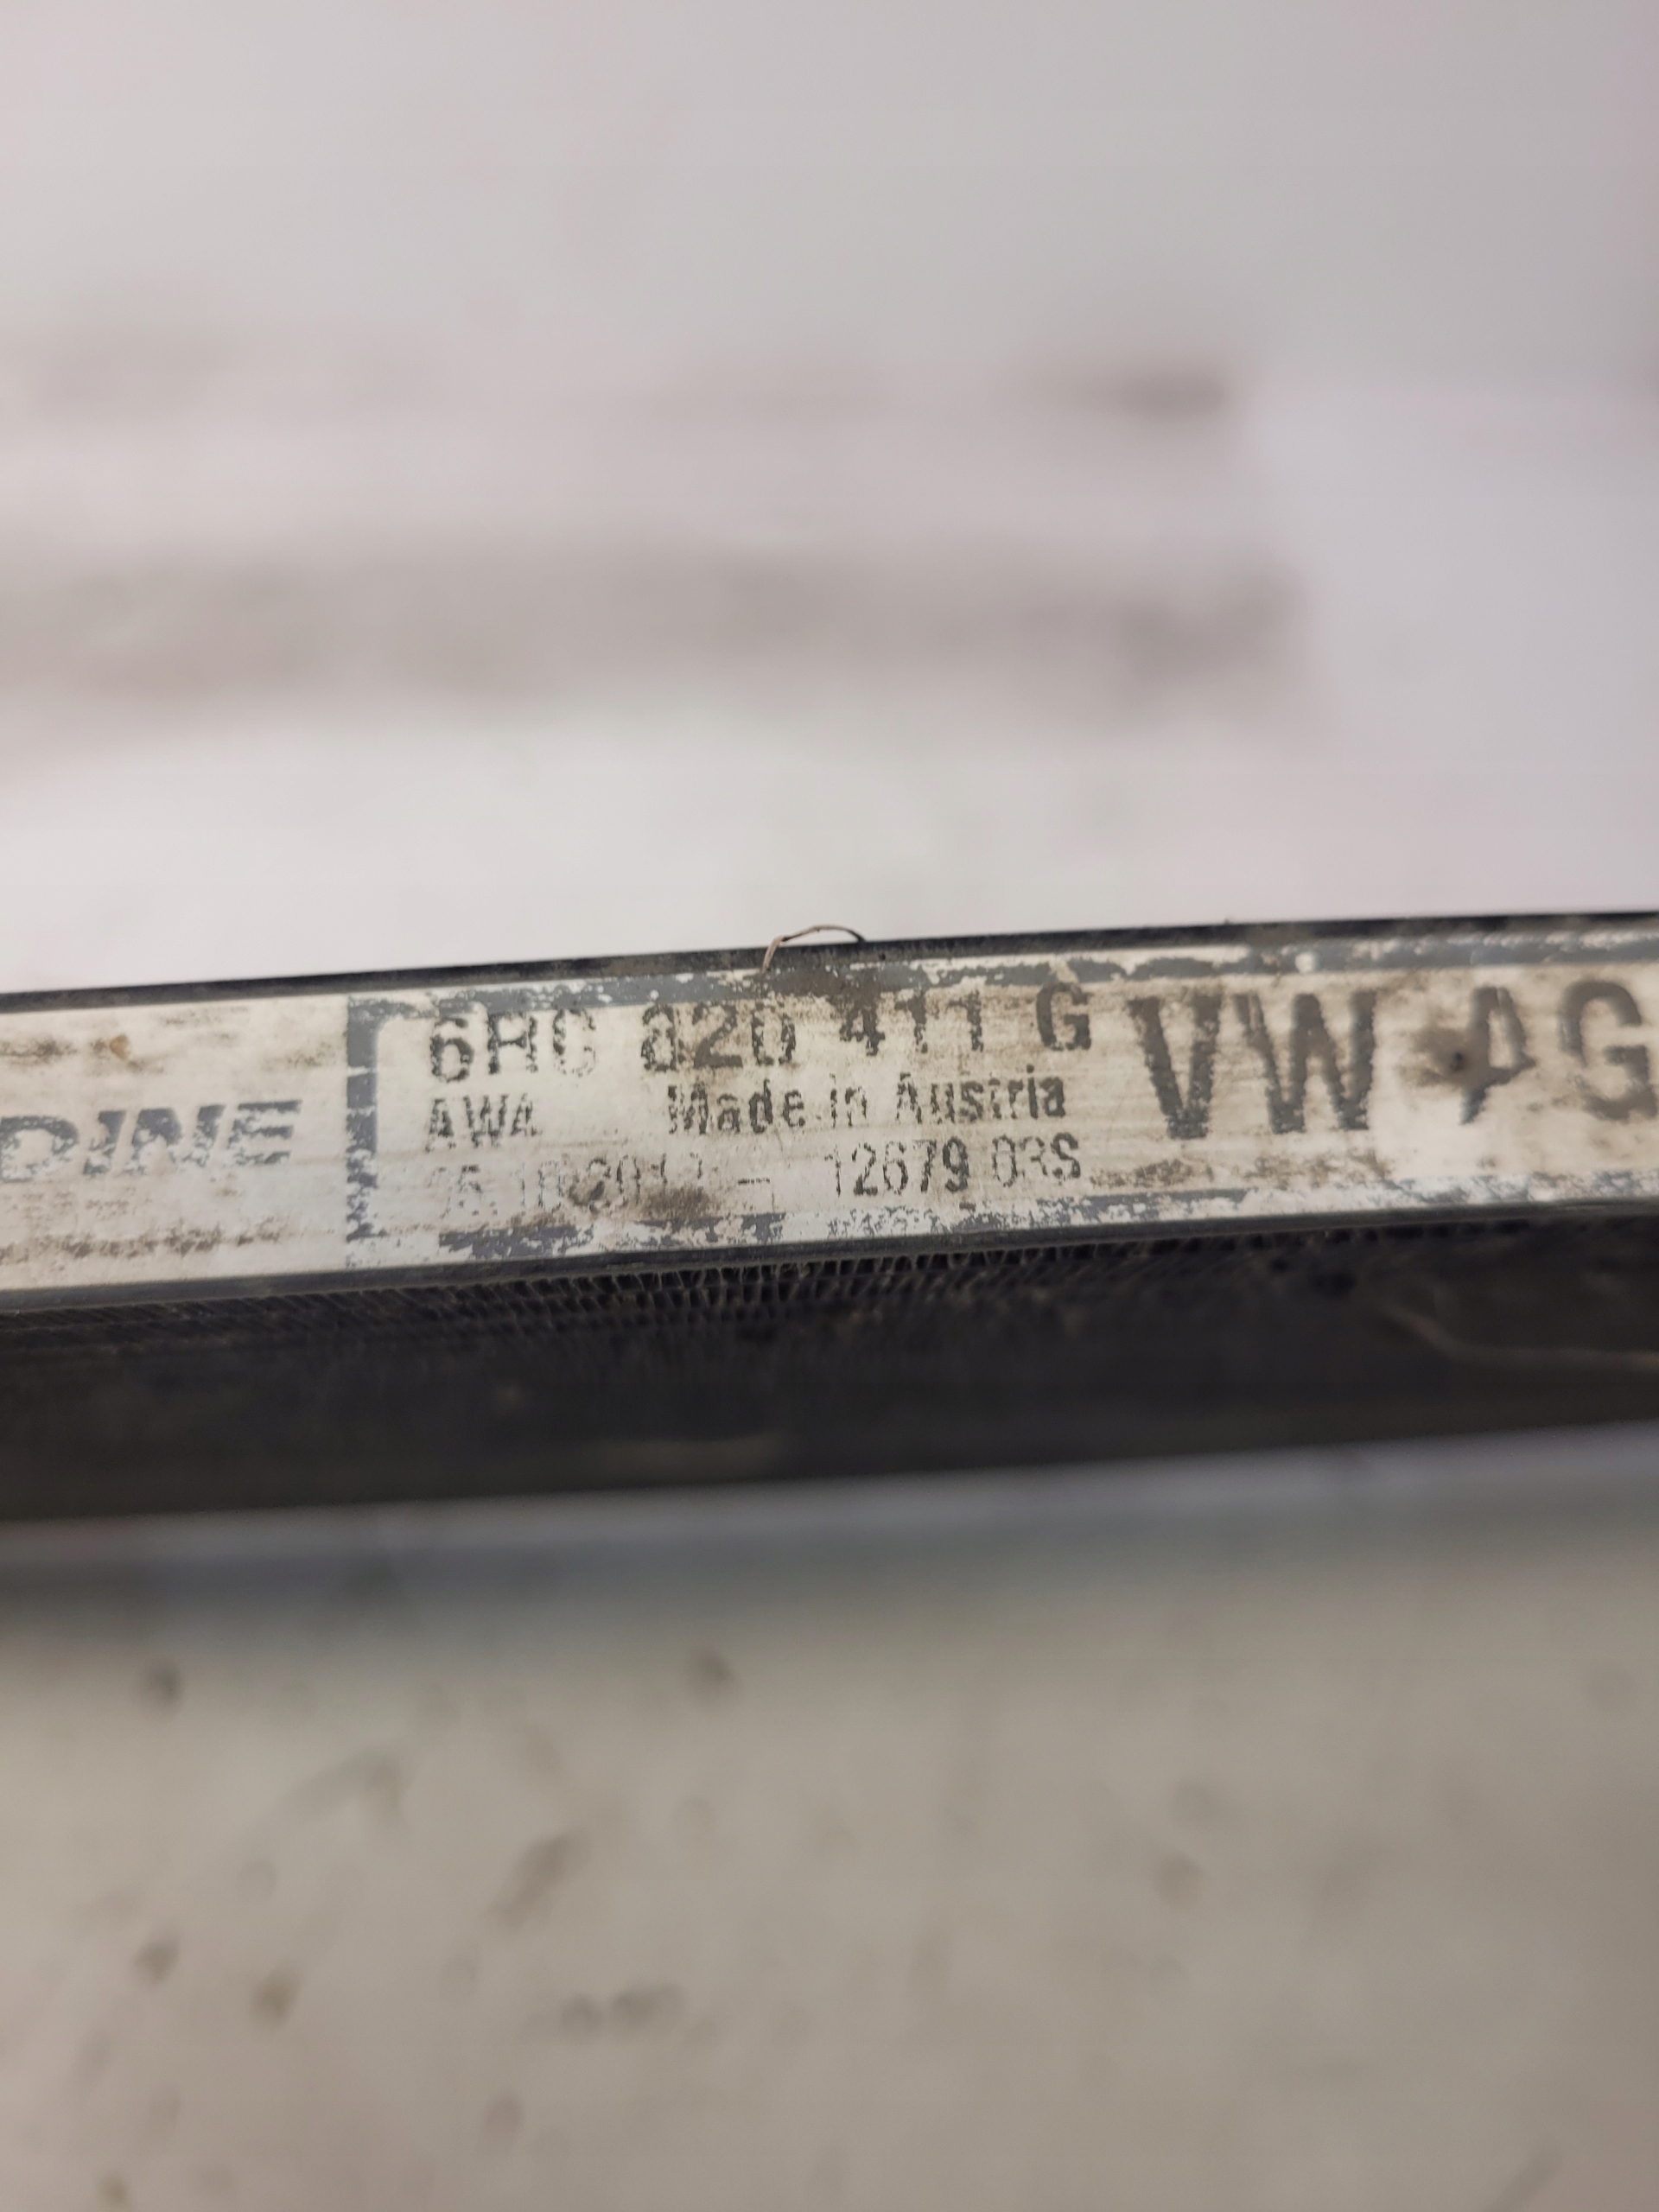 6RC 820 411 G VW AG
DINE
AWA Made in Austria
12679 03S